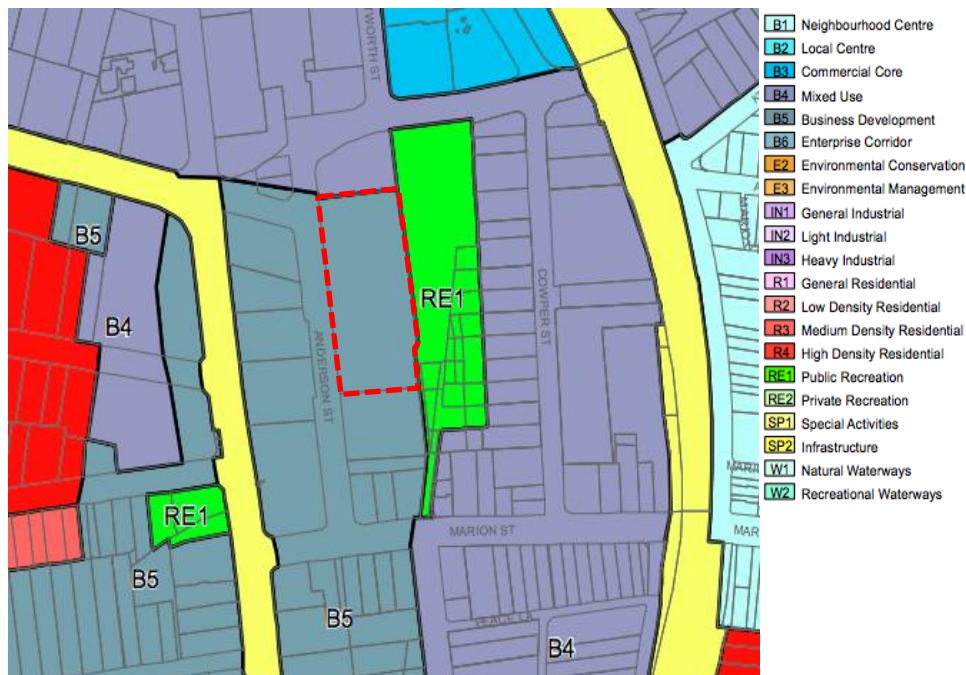 WORTH ST
B5
B4
RE1
COWPER ST
ANDERSON ST
RE1
MARION ST
B5
B5
PEACE LA
B4
B1 Neighbourhood Centre
B2 Local Centre
B3 Commercial Core
B4 Mixed Use
B5 Business Development
B6 Enterprise Corridor
E2 Environmental Conservation
E3 Environmental Management
IN1 General Industrial
IN2 Light Industrial
IN3 Heavy Industrial
R1 General Residential
R2 Low Density Residential
R3 Medium Density Residential
R4 High Density Residential
RE1 Public Recreation
RE2 Private Recreation
SP1 Special Activities
SP2 Infrastructure
W1 Natural Waterways
W2 Recreational Waterways